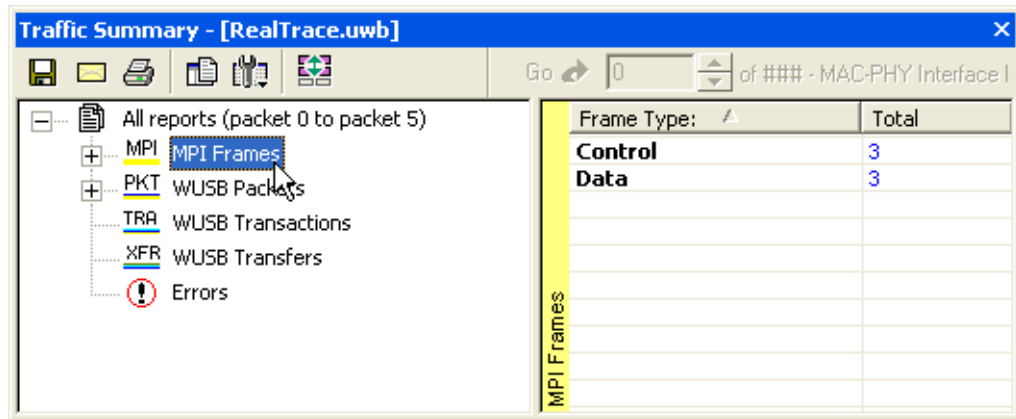 Traffic Summary - [RealTrace.uwb]
Go 0 of ### - MAC-PHY Interface I
All reports (packet 0 to packet 5)
MPI MPI Frames
PKT WUSB Packets
TRA WUSB Transactions
XFR WUSB Transfers
Errors
MPI Frames
Frame Type: Total
Control 3
Data 3